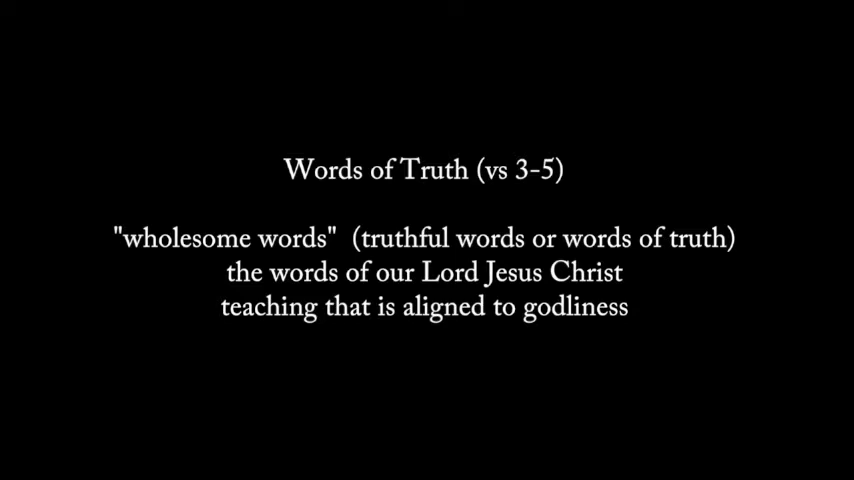 Words of Truth (vs 3-5)
"wholesome words"  (truthful words or words of truth)
the words of our Lord Jesus Christ
teaching that is aligned to godliness